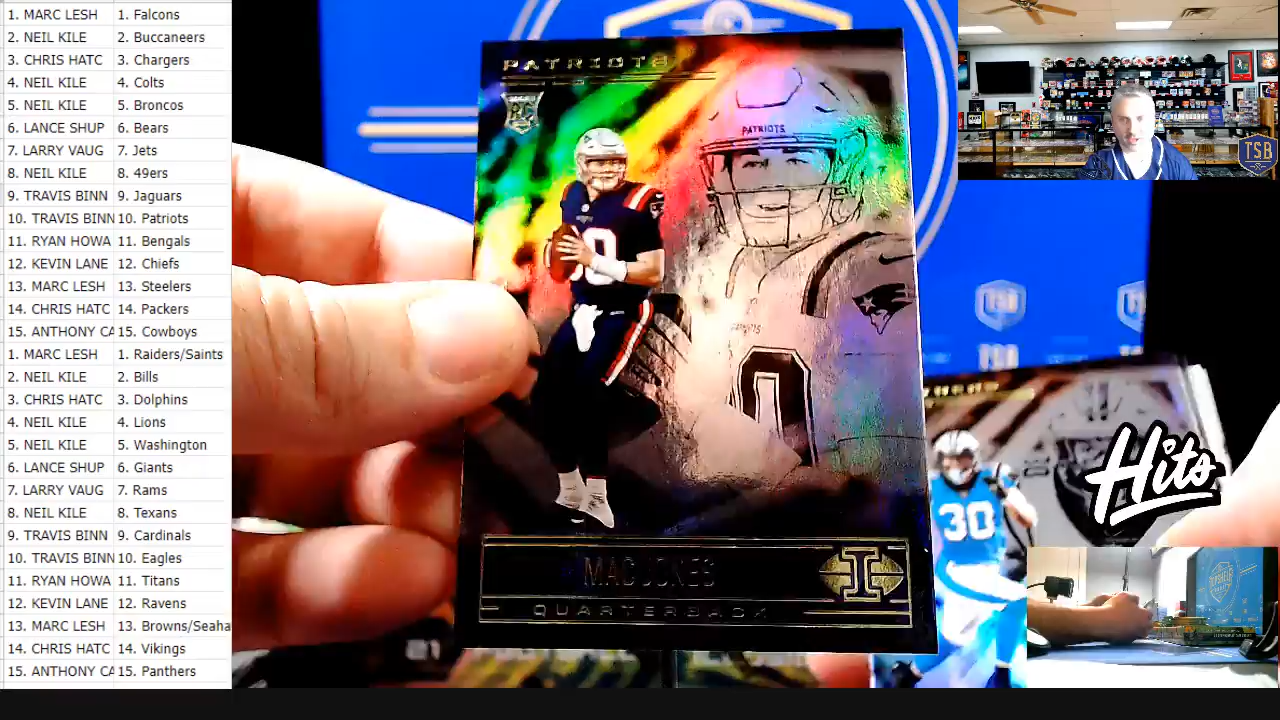 1. MARC LESH 1. Falcons
2. NEIL KILE 2. Buccaneers
3. CHRIS HATC 3. Chargers
4. NEIL KILE 4. Colts
5. NEIL KILE 5. Broncos
6. LANCE SHUP 6. Bears
7. LARRY VAUG 7. Jets
8. NEIL KILE 8. 49ers
9. TRAVIS BINN 9. Jaguars
10. TRAVIS BINN 10. Patriots
11. RYAN HOWA 11. Bengals
12. KEVIN LANE 12. Chiefs
13. MARC LESH 13. Steelers
14. CHRIS HATC 14. Packers
15. ANTHONY CA 15. Cowboys
1. MARC LESH 1. Raiders/Saints
2. NEIL KILE 2. Bills
3. CHRIS HATC 3. Dolphins
4. NEIL KILE 4. Lions
5. NEIL KILE 5. Washington
6. LANCE SHUP 6. Giants
7. LARRY VAUG 7. Rams
8. NEIL KILE 8. Texans
9. TRAVIS BINN 9. Cardinals
10. TRAVIS BINN 10. Eagles
11. RYAN HOWA 11. Titans
12. KEVIN LANE 12. Ravens
13. MARC LESH 13. Browns/Seaha
14. CHRIS HATC 14. Vikings
15. ANTHONY CA 15. Panthers
PATRIOTS
RC
PATRIOTS
MAC JONES
QUARTERBACK
I
30
Hits
TSB
TSB
21